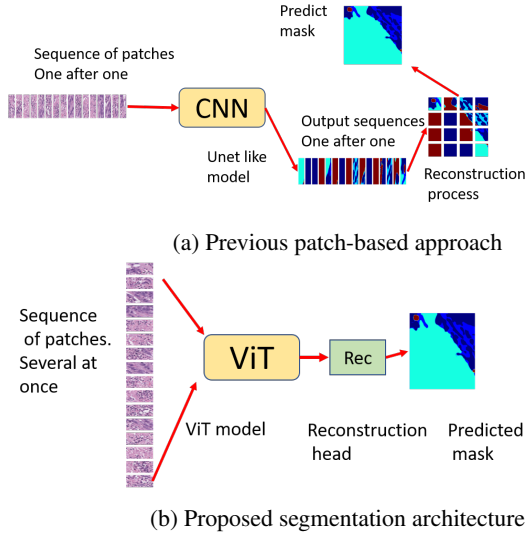 Predict
mask
Sequence of patches
One after one
CNN
Output sequences
One after one
Unet like
model
Reconstruction
process
(a) Previous patch-based approach
Sequence
of patches.
Several at
once
ViT
Rec
ViT model
Reconstruction
head
Predicted
mask
(b) Proposed segmentation architecture